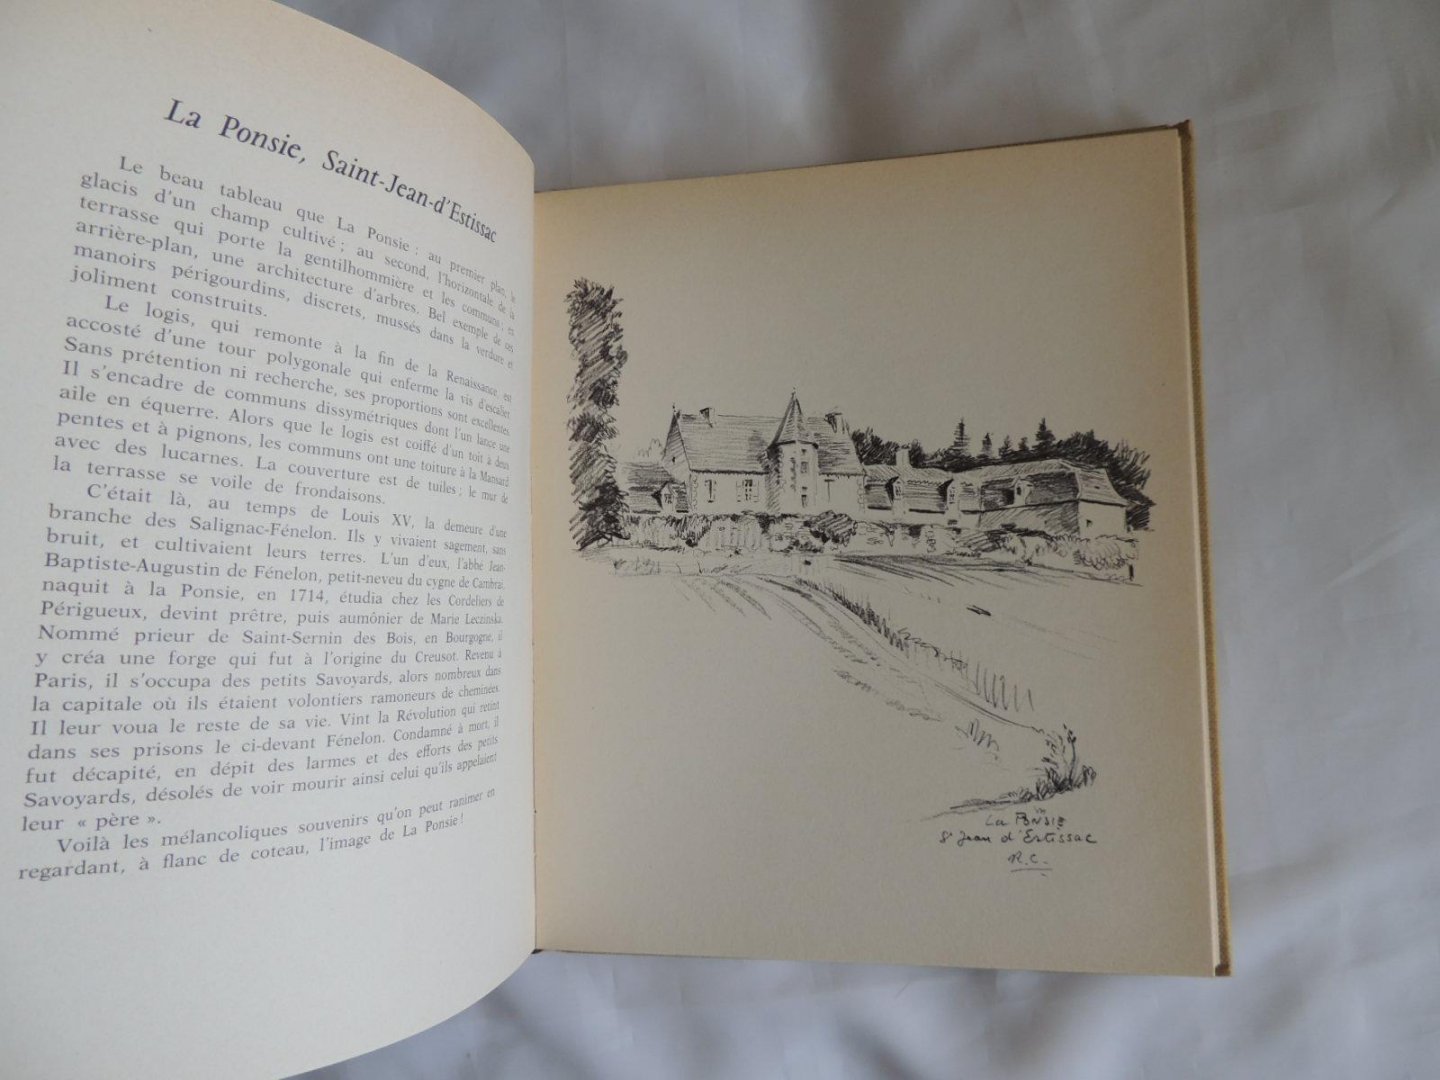 La Ponsie, Saint-Jean-d'Estissac
Le beau tableau que La Ponsie : au premier plan, le
glacis d'un champ cultivé ; au second, l'horizontale de la
terrasse qui porte la gentilhommière et les communs ; en
arrière-plan, une architecture d'arbres. Bel exemple de ses
manoirs périgourdins, discrets, mussés dans la verdure et
joliment construits.
Le logis, qui remonte à la fin de la Renaissance, est
accosté d'une tour polygonale qui enferme la vis d'escalier.
Sans prétention ni recherche, ses proportions sont excellentes.
Il s'encadre de communs dissymétriques dont l'un lance une
aile en équerre. Alors que le logis est coiffé d'un toit à deux
pentes et à pignons, les communs ont une toiture à la Mansard
avec des lucarnes. La couverture est de tuiles ; le mur de
la terrasse se voile de frondaisons.
C'était là, au temps de Louis XV, la demeure d'une
branche des Salignac-Fénelon. Ils y vivaient sagement, sans
bruit, et cultivaient leurs terres. L'un d'eux, l'abbé Jean-
Baptiste-Augustin de Fénelon, petit-neveu du cygne de Cambrai,
naquit à la Ponsie, en 1714, étudia chez les Cordeliers de
Périgueux, devint prêtre, puis aumônier de Marie Leczinska.
Nommé prieur de Saint-Sernin des Bois, en Bourgogne, il
y créa une forge qui fut à l'origine du Creusot. Revenu à
Paris, il s'occupa des petits Savoyards, alors nombreux dans
la capitale où ils étaient volontiers ramoneurs de cheminées.
Il leur voua le reste de sa vie. Vint la Révolution qui retint
dans ses prisons le ci-devant Fénelon. Condamné à mort, il
fut décapité, en dépit des larmes et des efforts des petits
Savoyards, désolés de voir mourir ainsi celui qu'ils appelaient
leur « père ».
Voilà les mélancoliques souvenirs qu'on peut ranimer en
regardant, à flanc de coteau, l'image de La Ponsie !
La PONSIE
St Jean d'Estissac
R.C.